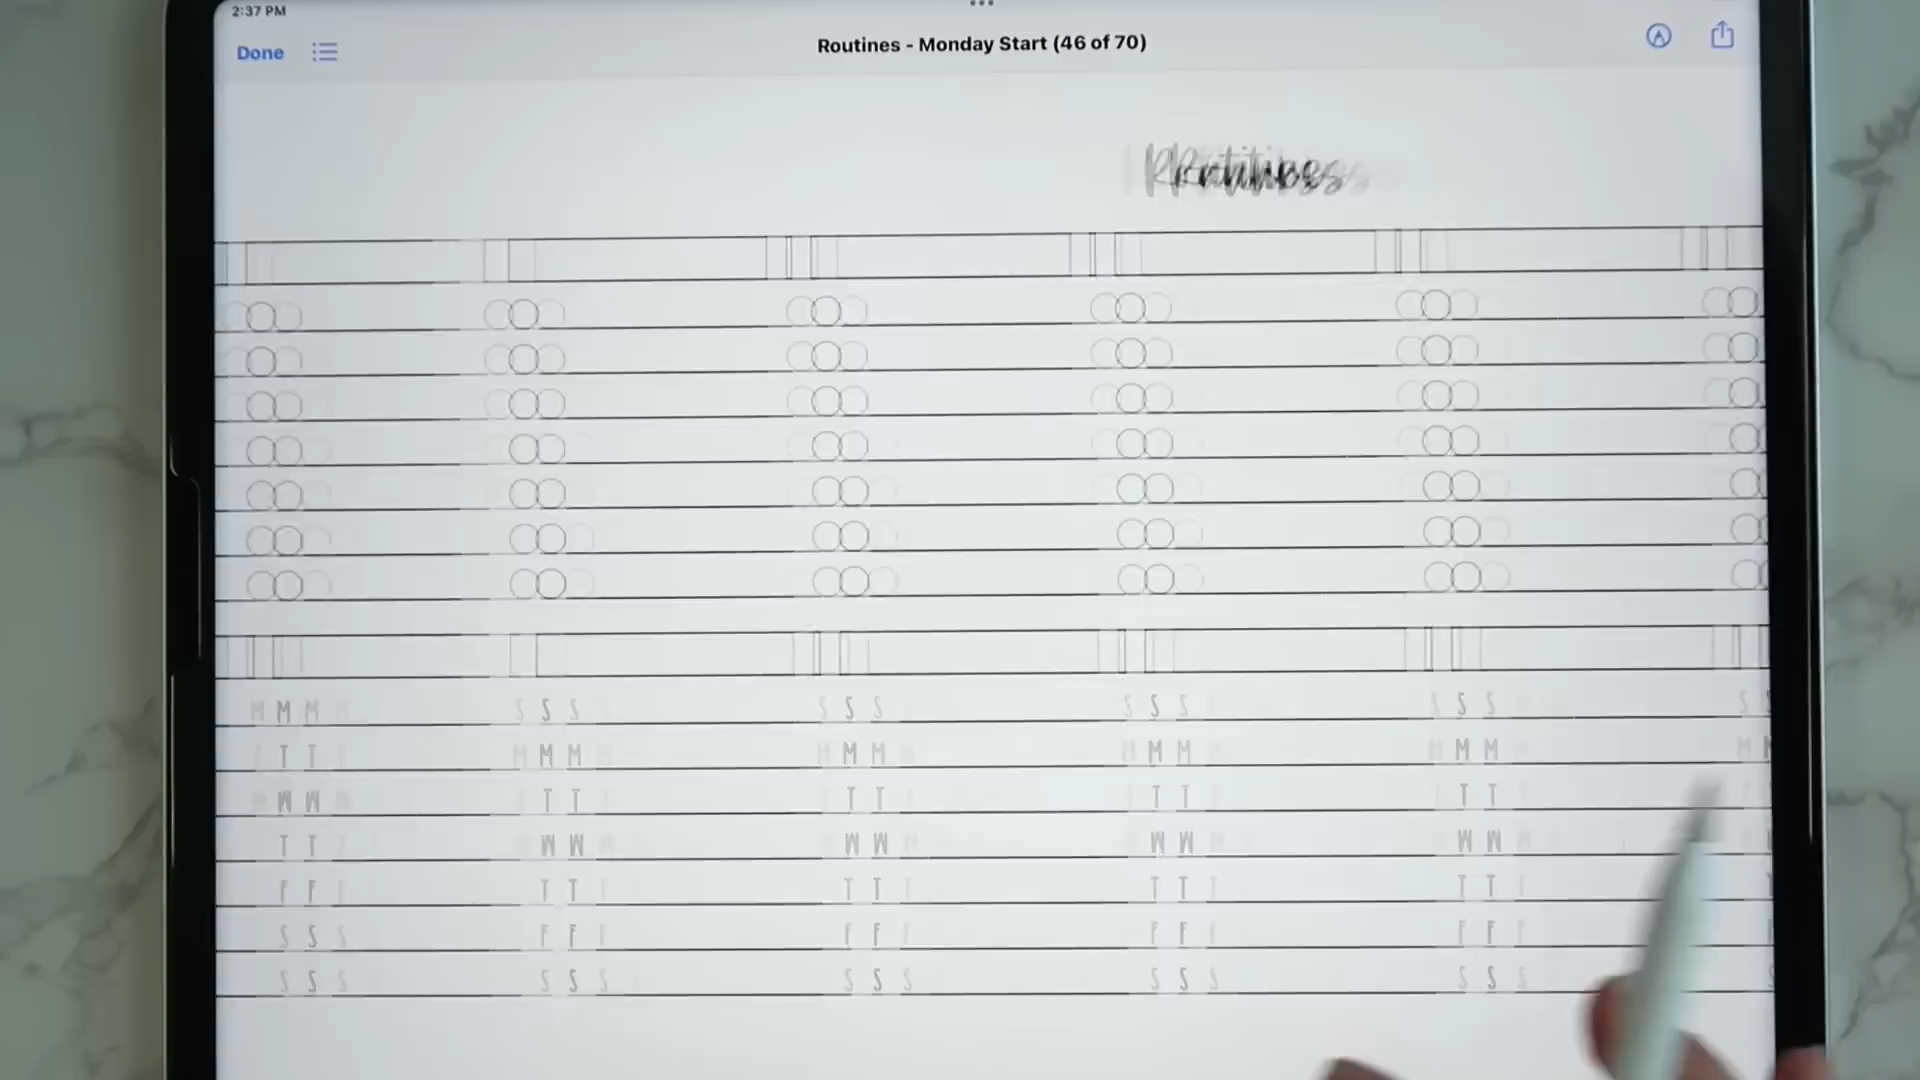 2:37 PM
Done
Routines - Monday Start (46 of 70)
Routines
M M M S S S S S S S S S S S S S
T T M M M M M M M M M
W W T T T T T T T T
T T W W W W W W W W
F F T T T T T T T T
S S S F F F F F F F F
S S S S S S S S S S S S S S S